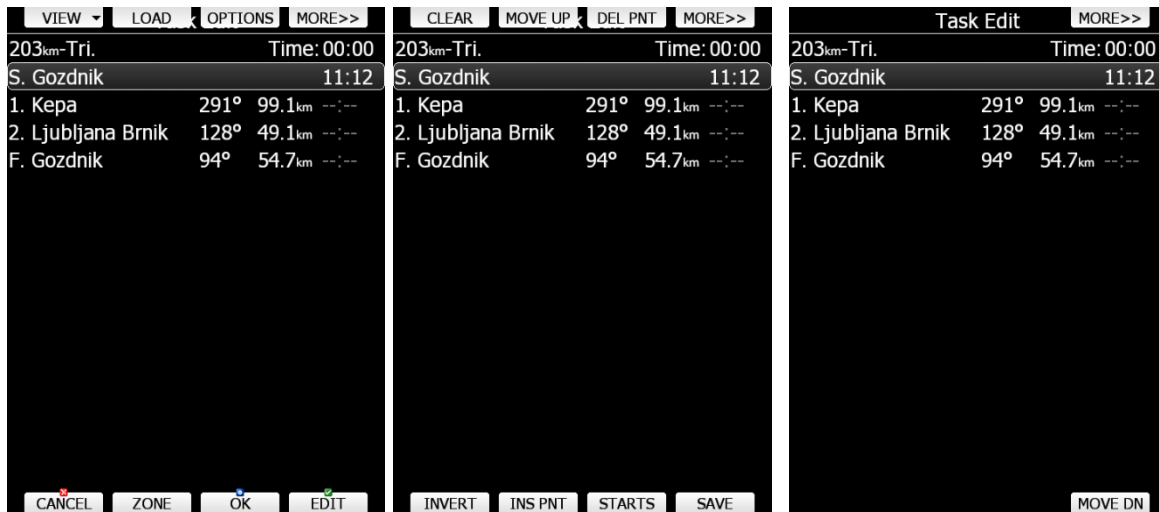 VIEW LOAD OPTIONS MORE>>
203km-Tri. Time: 00:00
S. Gozdnik 11:12
1. Kepa 291° 99.1km --:--
2. Ljubljana Brnik 128° 49.1km --:--
F. Gozdnik 94° 54.7km --:--
CANCEL ZONE OK EDIT
CLEAR MOVE UP DEL PNT MORE>>
203km-Tri. Time: 00:00
S. Gozdnik 11:12
1. Kepa 291° 99.1km --:--
2. Ljubljana Brnik 128° 49.1km --:--
F. Gozdnik 94° 54.7km --:--
INVERT INS PNT STARTS SAVE
Task Edit MORE>>
203km-Tri. Time: 00:00
S. Gozdnik 11:12
1. Kepa 291° 99.1km --:--
2. Ljubljana Brnik 128° 49.1km --:--
F. Gozdnik 94° 54.7km --:--
MOVE DN